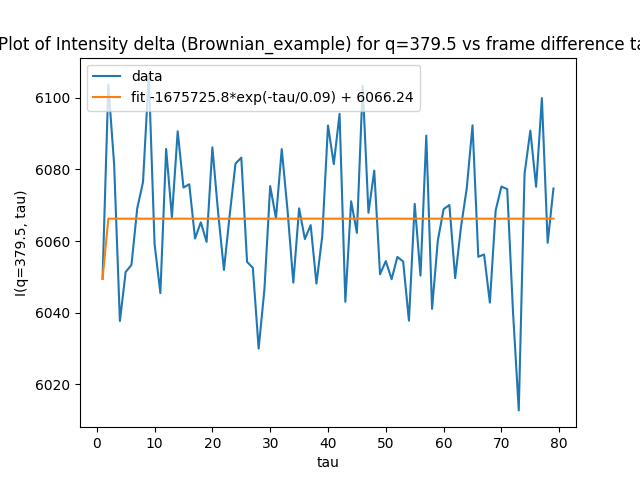 Plot of Intensity delta (Brownian_example) for q=379.5 vs frame difference ta
data
fit -1675725.8*exp(-tau/0.09) + 6066.24
6100
6080
6060
6040
6020
I(q=379.5, tau)
0 10 20 30 40 50 60 70 80
tau